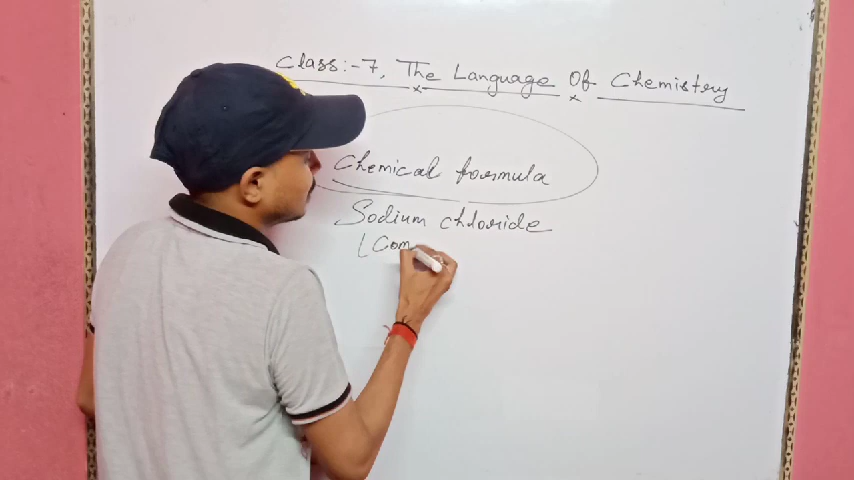 Class:-7, The Language Of Chemistry
Chemical formula
Sodium chloride
(Com